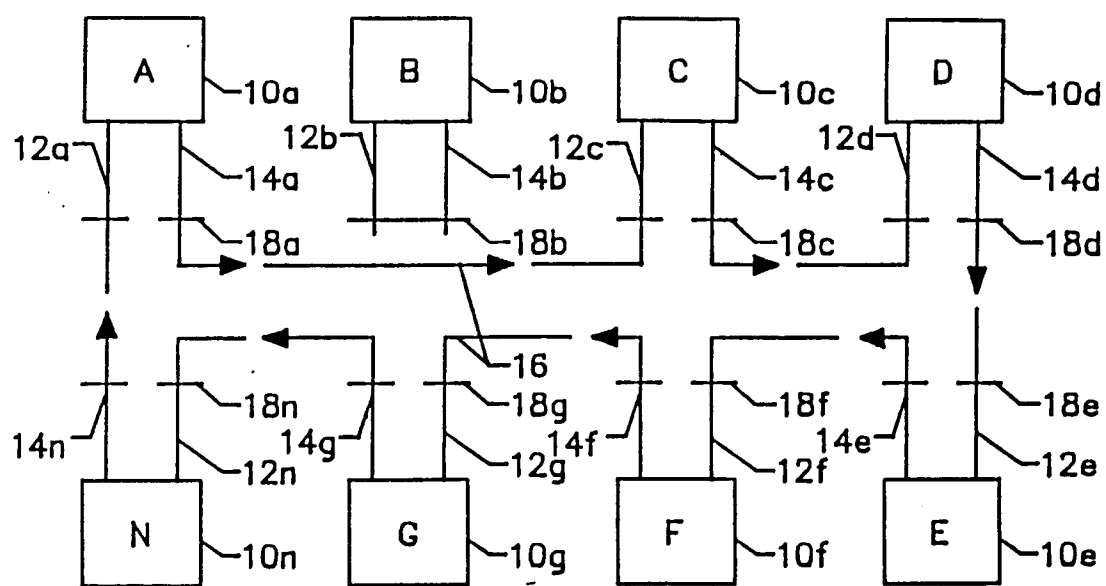 A B C D
10a 10b 10c 10d
12a 12b 12c 12d
14a 14b 14c 14d
18a 18b 18c 18d
16
18n 18g 18f 18e
14n 14g 14f 14e
12n 12g 12f 12e
N G F E
10n 10g 10f 10e